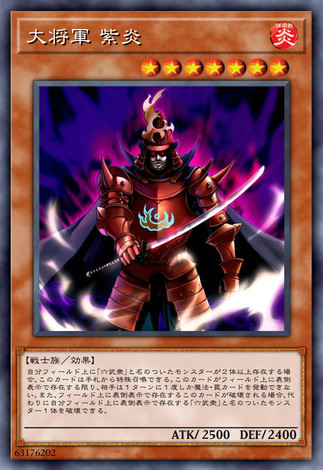 大将軍 紫炎
炎
【戦士族／効果】
自分フィールド上に「六武衆」と名のついたモンスターが2体以上存在する場
合、このカードは手札から特殊召喚できる。このカードがフィールド上に表側
表示で存在する限り、相手は1ターンに1度しか魔法・罠カードを発動できな
い。また、フィールド上に表側表示で存在するこのカードが破壊される場合、代
わりに自分フィールド上に表側表示で存在する「六武衆」と名のついたモンス
ター1体を破壊できる。
ATK/ 2500 DEF/2400
63176202